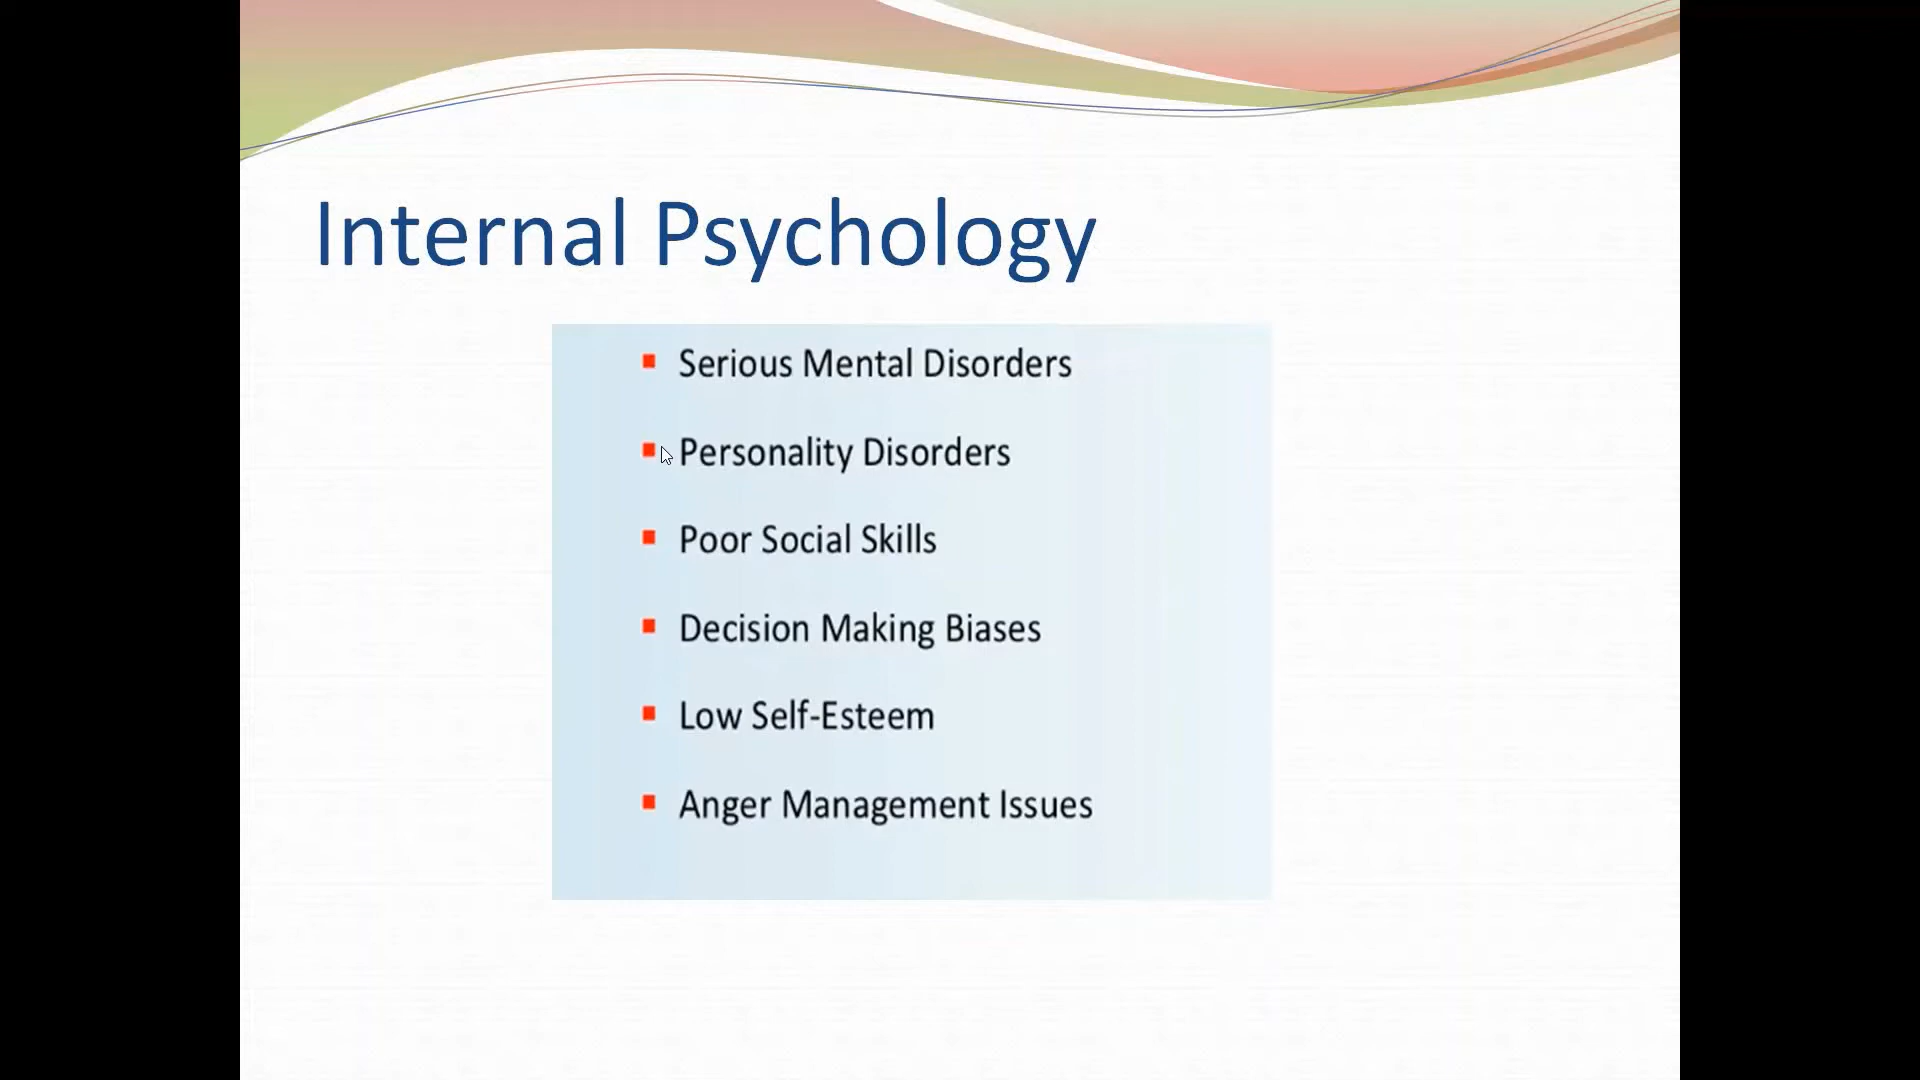 Internal Psychology
Serious Mental Disorders
Personality Disorders
Poor Social Skills
Decision Making Biases
Low Self-Esteem
Anger Management Issues